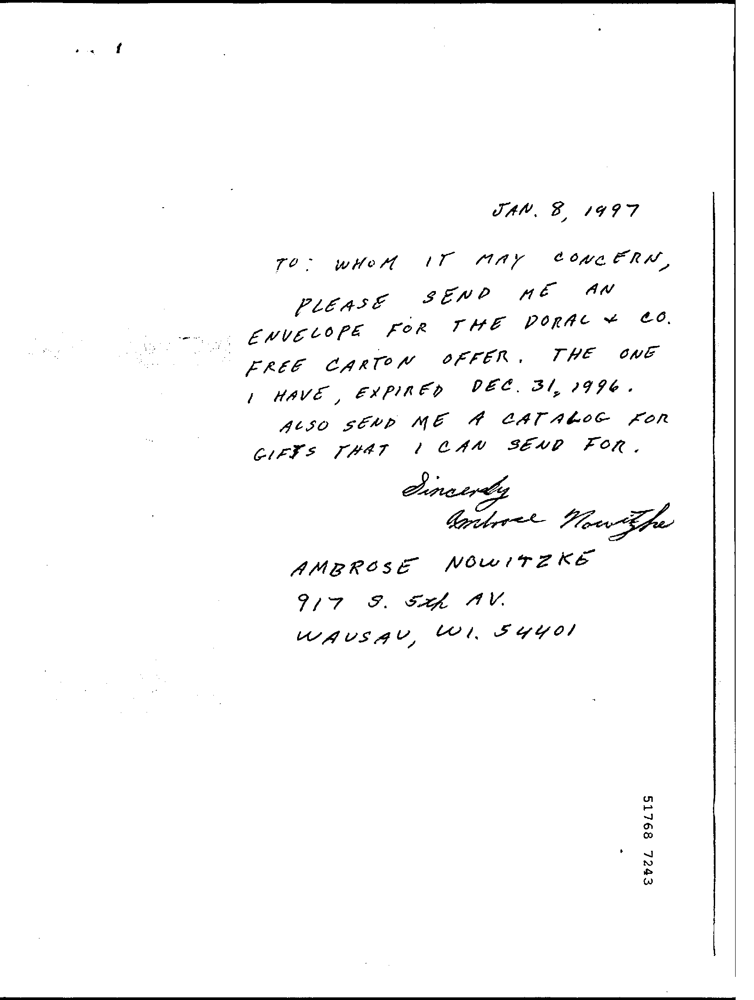 JAN. 8, 1997
TO: WHOM IT MAY CONCERN,
PLEASE SEND ME AN
ENVELOPE FOR THE DORAL & CO.
FREE CARTON OFFER. THE ONE
I HAVE, EXPIRED DEC. 31, 1996.
ALSO SEND ME A CATALOG FOR
GIFTS THAT I CAN SEND FOR.
Sincerely
Ambrose Nowitzke
AMBROSE NOWITZKE
917 S. 5th AV.
WAUSAU, WI. 54401
51768 7243